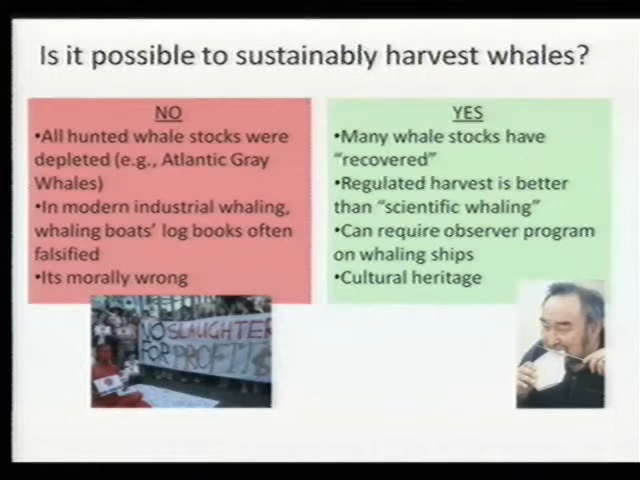 Is it possible to sustainably harvest whales?
NO
•All hunted whale stocks were
depleted (e.g., Atlantic Gray
Whales)
•In modern industrial whaling,
whaling boats' log books often
falsified
•Its morally wrong
YES
•Many whale stocks have
"recovered"
•Regulated harvest is better
than "scientific whaling"
•Can require observer program
on whaling ships
•Cultural heritage
NO SLAUGHTER
FOR PROFIT